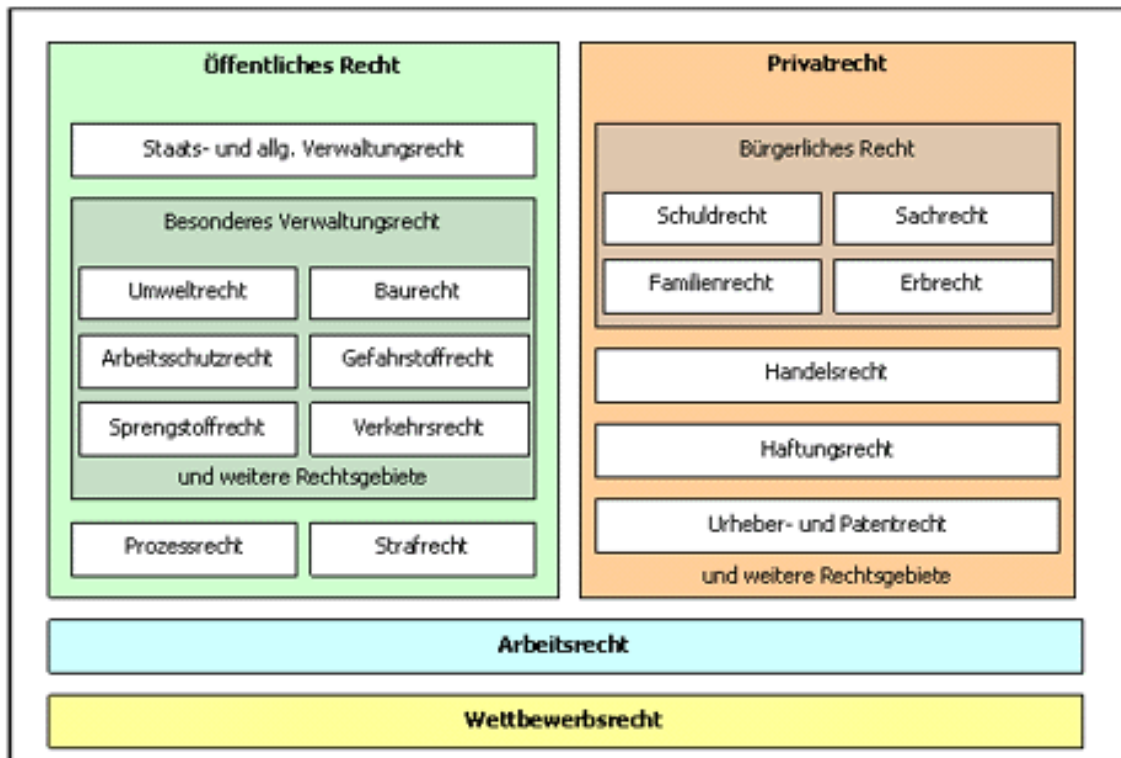 Öffentliches Recht
Staats- und allg. Verwaltungsrecht
Besonderes Verwaltungsrecht
Umweltrecht
Baurecht
Arbeitsschutzrecht
Gefahrstoffrecht
Sprengstoffrecht
Verkehrsrecht
und weitere Rechtsgebiete
Prozessrecht
Strafrecht
Privatrecht
Bürgerliches Recht
Schuldrecht
Sachrecht
Familienrecht
Erbrecht
Handelsrecht
Haftungsrecht
Urheber- und Patentrecht
und weitere Rechtsgebiete
Arbeitsrecht
Wettbewerbsrecht